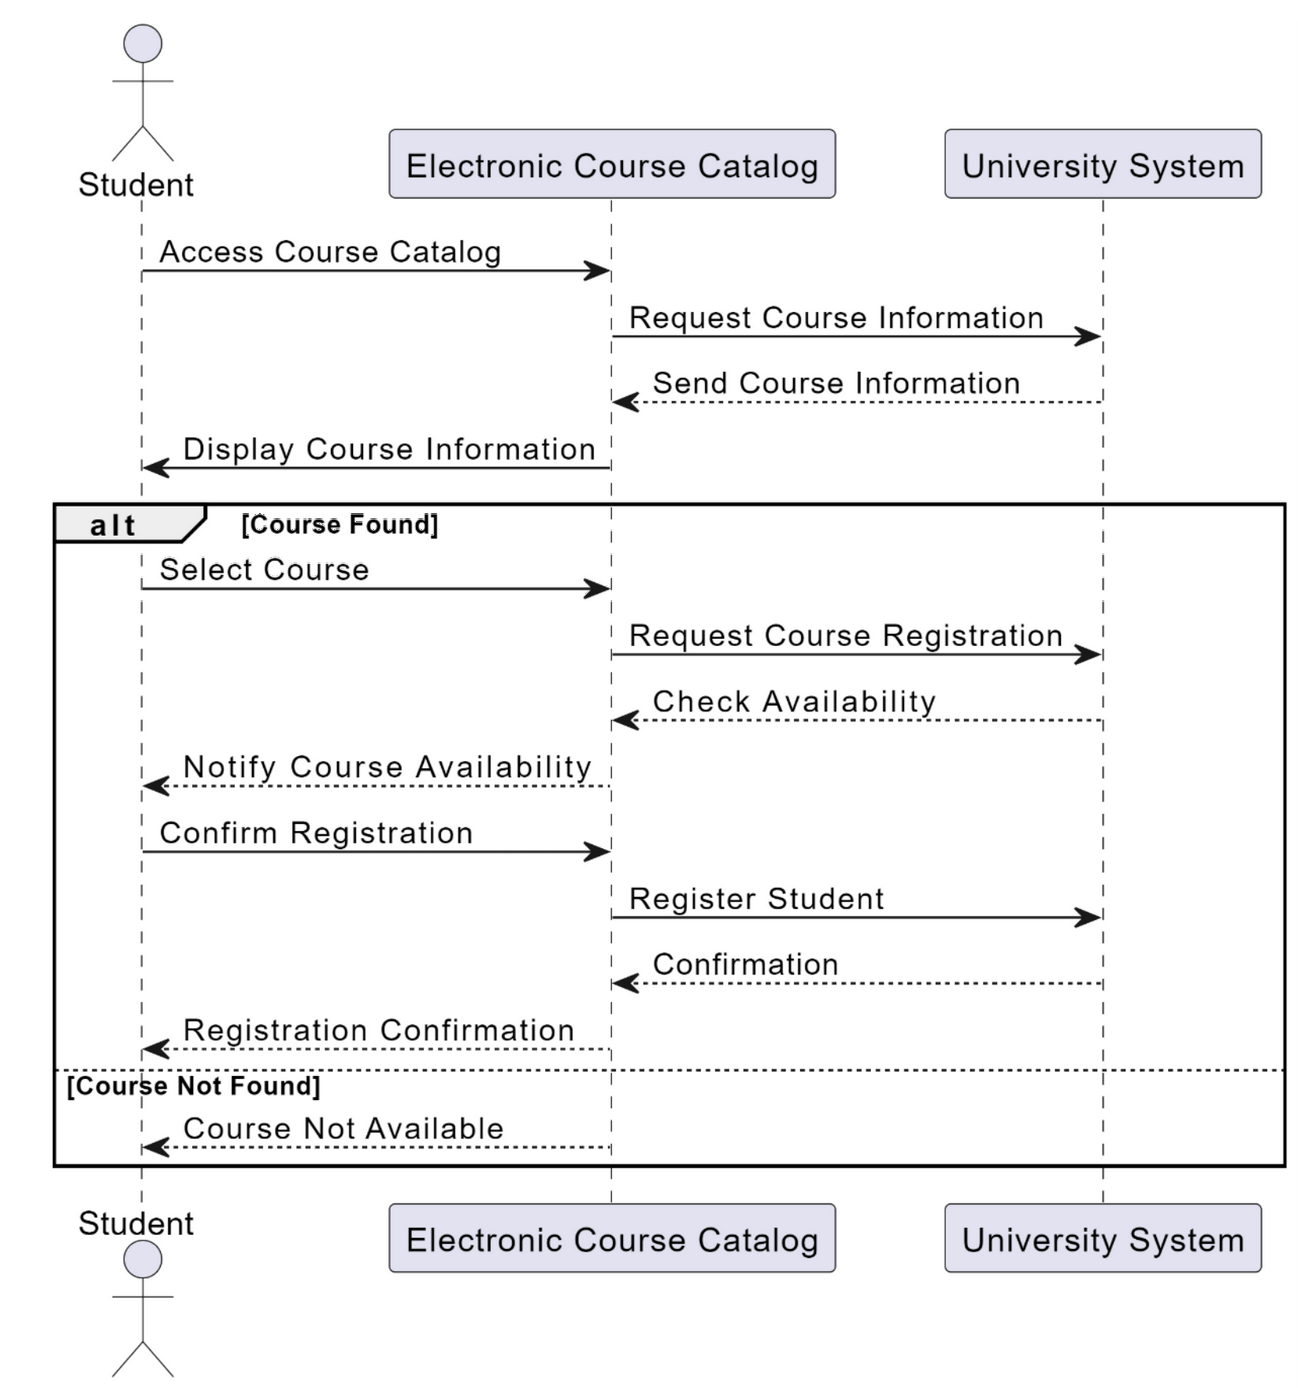 Student
Electronic Course Catalog
University System
Access Course Catalog
Request Course Information
Send Course Information
Display Course Information
alt
[Course Found]
Select Course
Request Course Registration
Check Availability
Notify Course Availability
Confirm Registration
Register Student
Confirmation
Registration Confirmation
[Course Not Found]
Course Not Available
Student
Electronic Course Catalog
University System